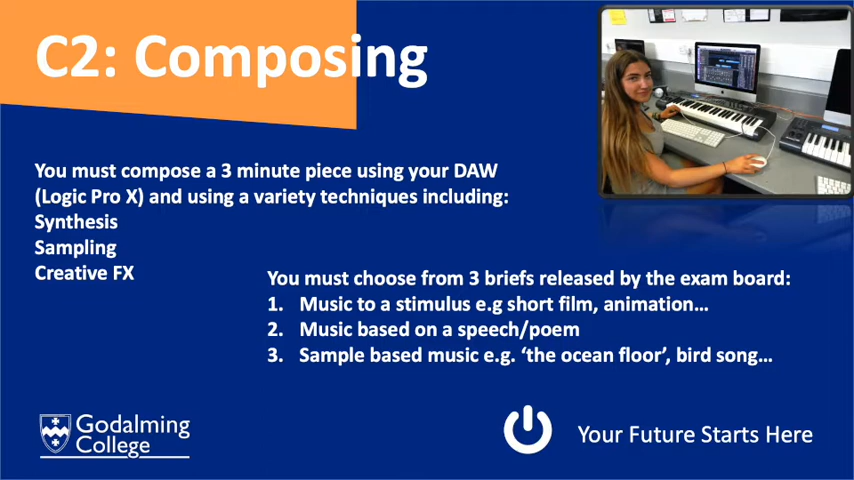 C2: Composing
You must compose a 3 minute piece using your DAW
(Logic Pro X) and using a variety techniques including:
Synthesis
Sampling
Creative FX
You must choose from 3 briefs released by the exam board:
1. Music to a stimulus e.g short film, animation…
2. Music based on a speech/poem
3. Sample based music e.g. ‘the ocean floor’, bird song…
Godalming
College
Your Future Starts Here